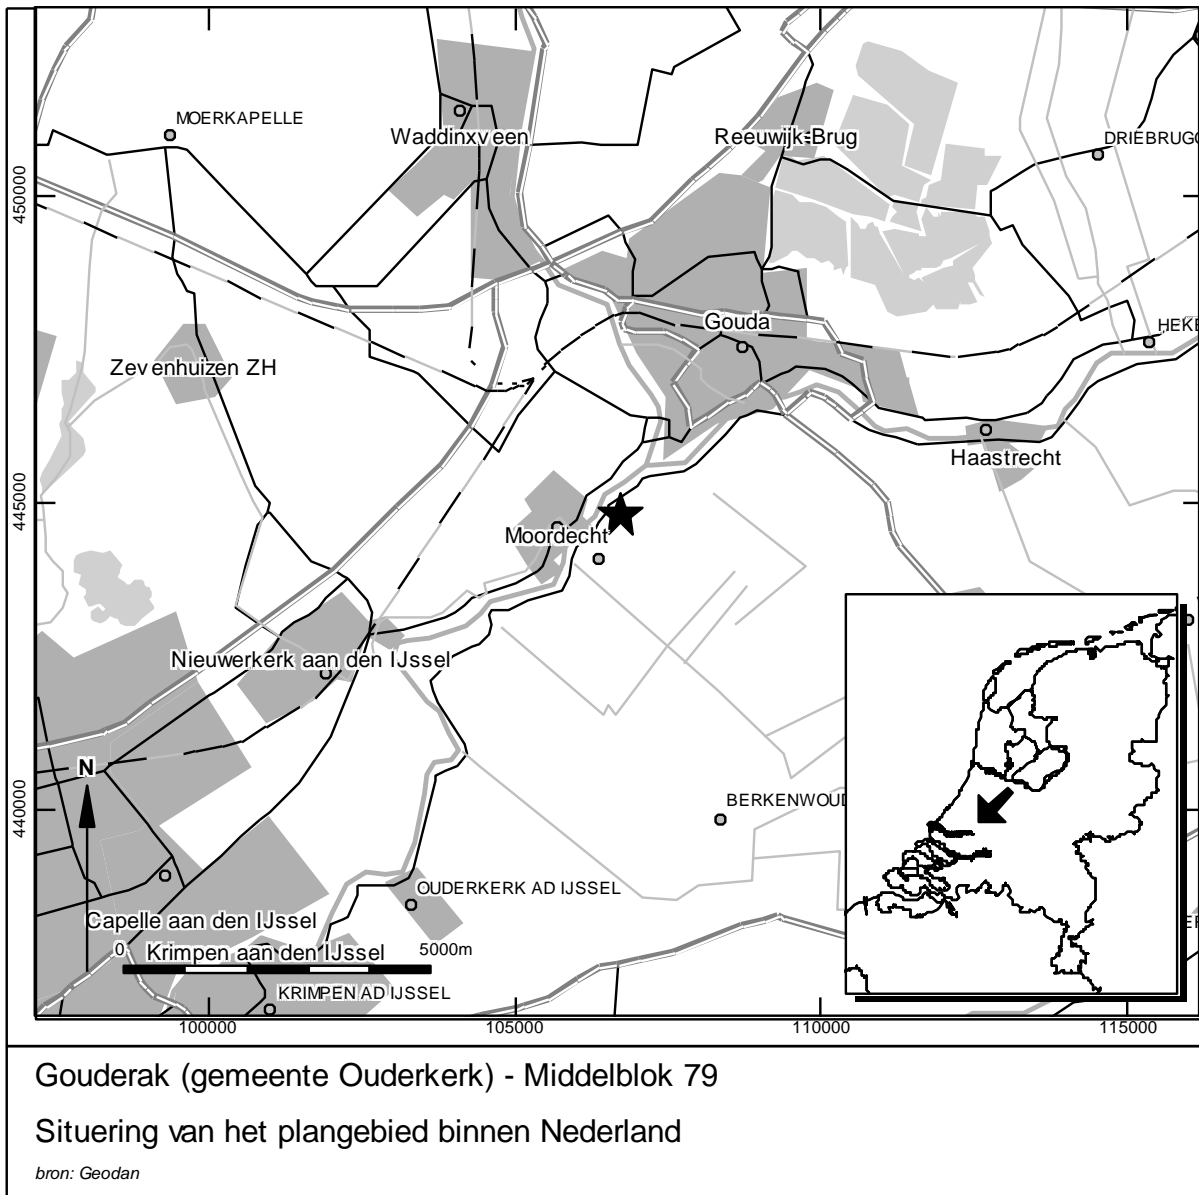 MOERKAPELLE
Waddinxveen
Reeuwijk-Brug
450000
Gouda
Zevenhuizen ZH
Haastrecht
445000
Moordecht
Nieuwerkerk aan den IJssel
N
440000
BERKENWOUD
OUDERKERK AD IJSSEL
Capelle aan den IJssel
0
Krimpen aan den IJssel
5000m
KRIMPEN AD IJSSEL
100000
105000
110000
115000
Gouderak (gemeente Ouderkerk) - Middelblok 79
Situering van het plangebied binnen Nederland
bron: Geodan